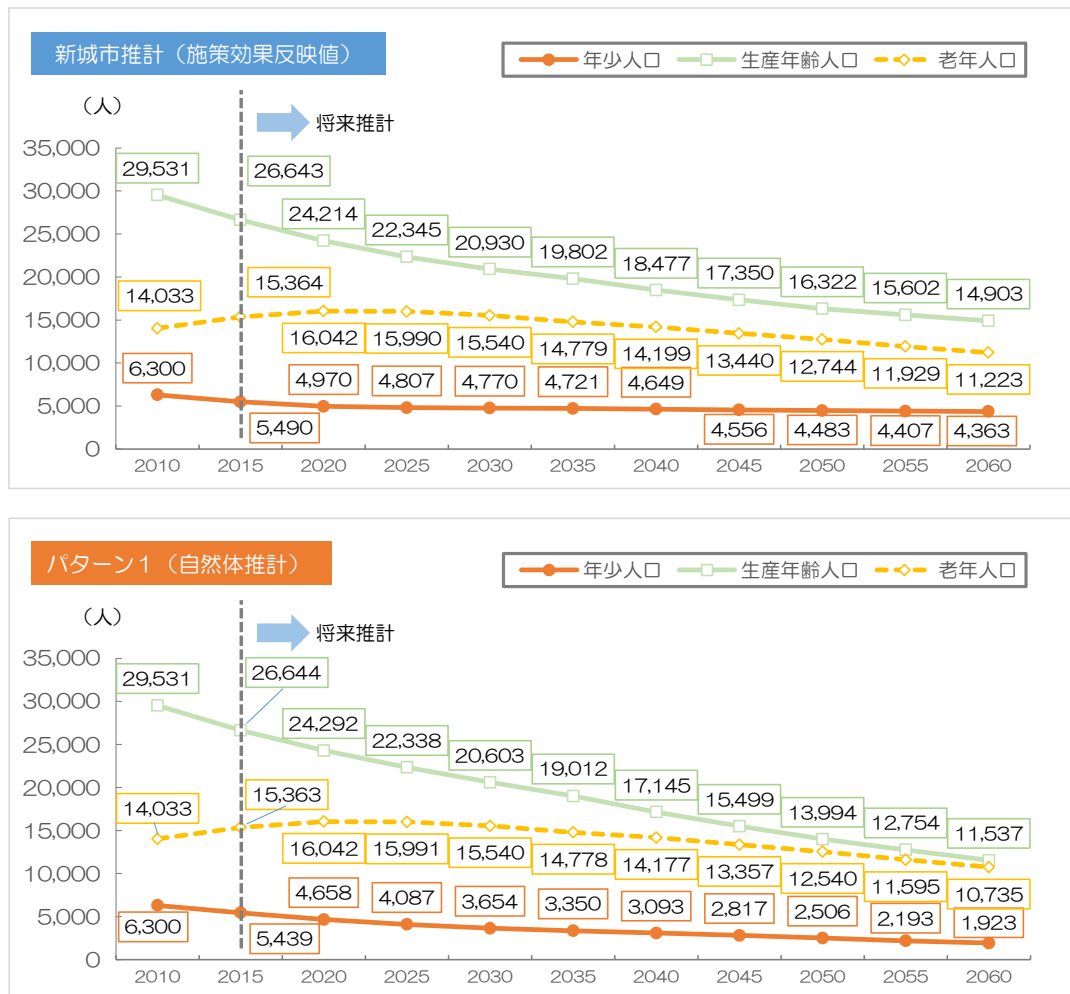 新城市推計（施策効果反映値）
年少人口 生産年齢人口 老年人口
（人）
将来推計
35,000
30,000
25,000
20,000
15,000
10,000
5,000
0
29,531 26,643 24,214 22,345 20,930 19,802 18,477 17,350 16,322 15,602 14,903
14,033 15,364 16,042 15,990 15,540 14,779 14,199 13,440 12,744 11,929 11,223
6,300 5,490 4,970 4,807 4,770 4,721 4,649 4,556 4,483 4,407 4,363
2010 2015 2020 2025 2030 2035 2040 2045 2050 2055 2060
パターン１（自然体推計）
年少人口 生産年齢人口 老年人口
（人）
将来推計
35,000
30,000
25,000
20,000
15,000
10,000
5,000
0
29,531 26,644 24,292 22,338 20,603 19,012 17,145 15,499 13,994 12,754 11,537
14,033 15,363 16,042 15,991 15,540 14,778 14,177 13,357 12,540 11,595 10,735
6,300 5,439 4,658 4,087 3,654 3,350 3,093 2,817 2,506 2,193 1,923
2010 2015 2020 2025 2030 2035 2040 2045 2050 2055 2060